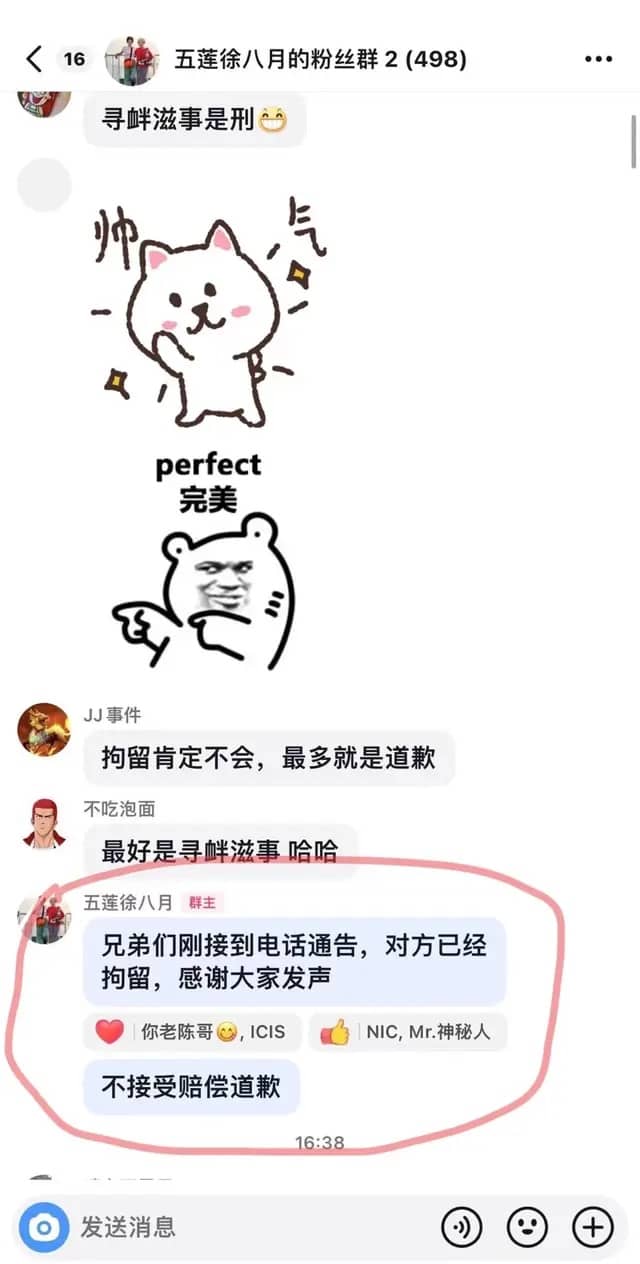 16
五莲徐八月的粉丝群 2 (498)
寻衅滋事是刑😁
帅气
perfect
完美
JJ事件
拘留肯定不会，最多就是道歉
不吃泡面
最好是寻衅滋事 哈哈
五莲徐八月 群主
兄弟们刚接到电话通告，对方已经
拘留，感谢大家发声
你老陈哥😋, ICIS
NIC, Mr.神秘人
不接受赔偿道歉
16:38
发送消息